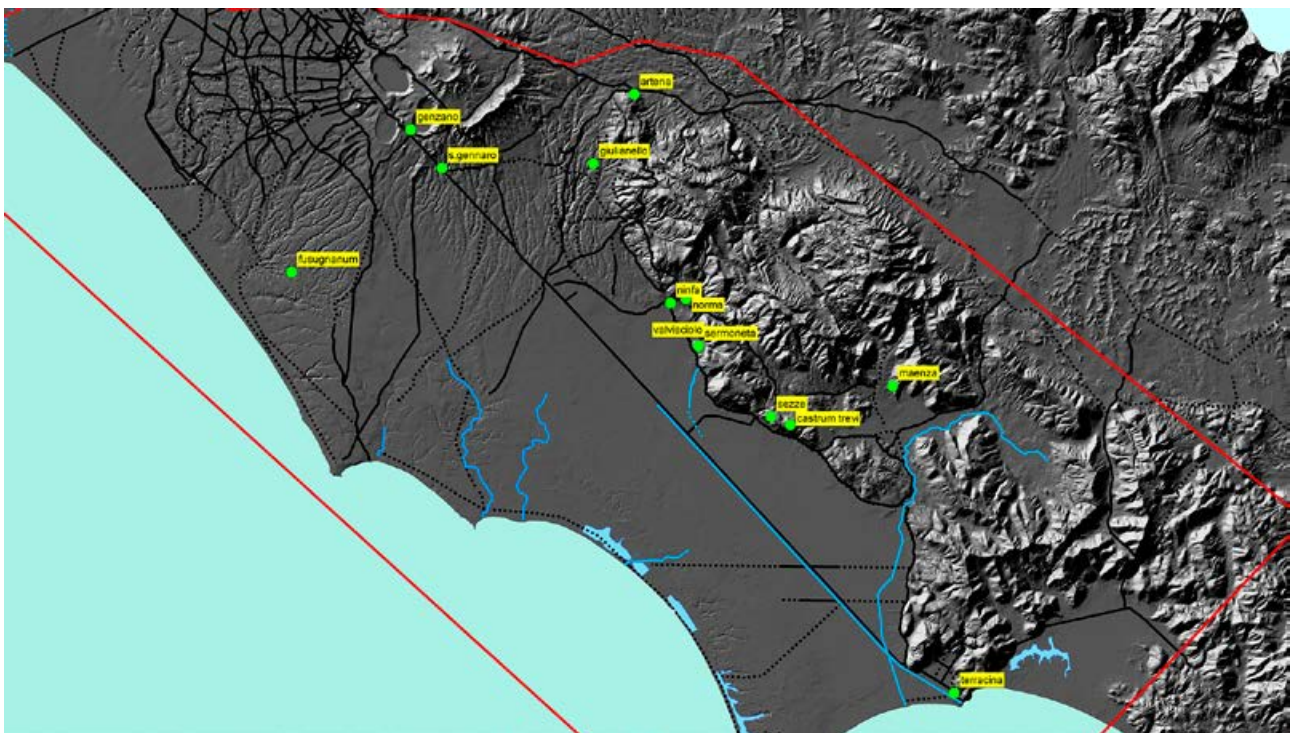 artena
genzano
s.gennaro
giulianello
fusugnanum
ninfa
norma
valvisciolo
sermoneta
maenza
sezze
castrum trevi
terracina